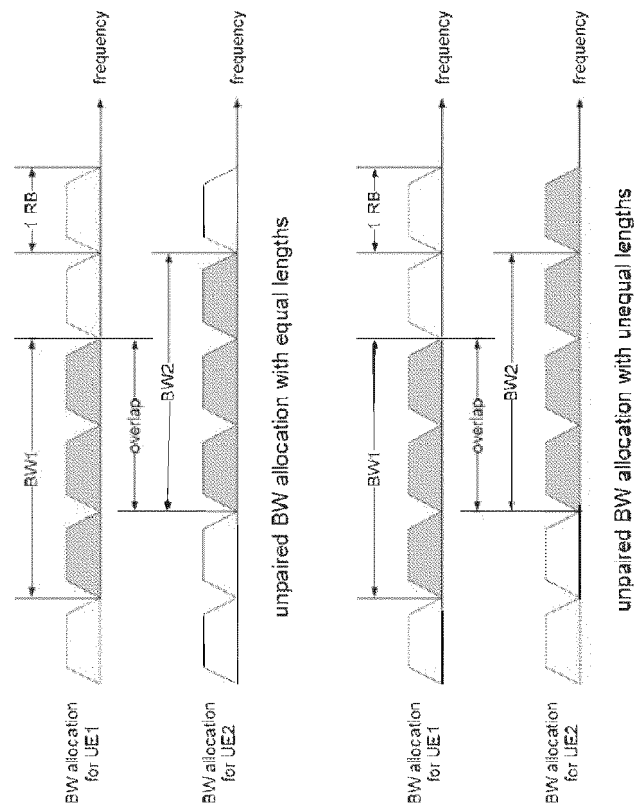 BW1
1 RB
BW allocation
for UE1
frequency
overlap
BW2
BW allocation
for UE2
frequency
unpaired BW allocation with equal lengths
BW1
1 RB
BW allocation
for UE1
frequency
overlap
BW2
BW allocation
for UE2
frequency
unpaired BW allocation with unequal lengths